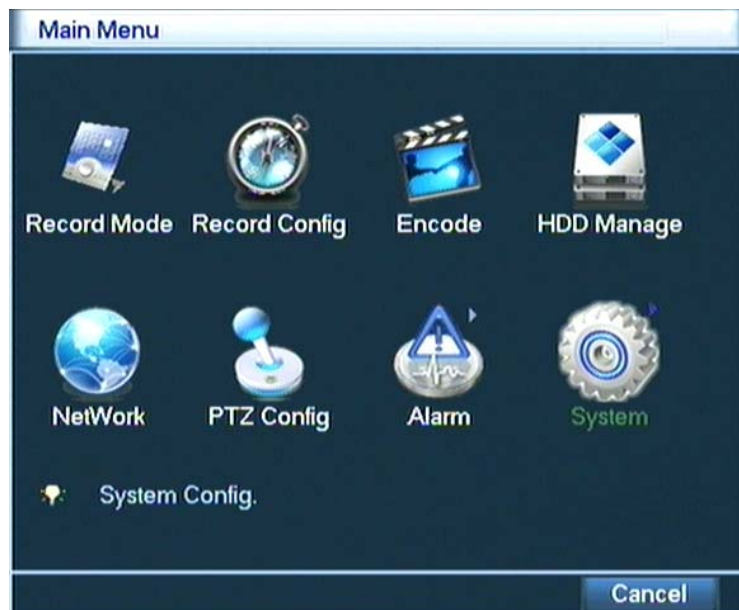 Main Menu
Record Mode Record Config Encode HDD Manage
NetWork PTZ Config Alarm System
System Config.
Cancel